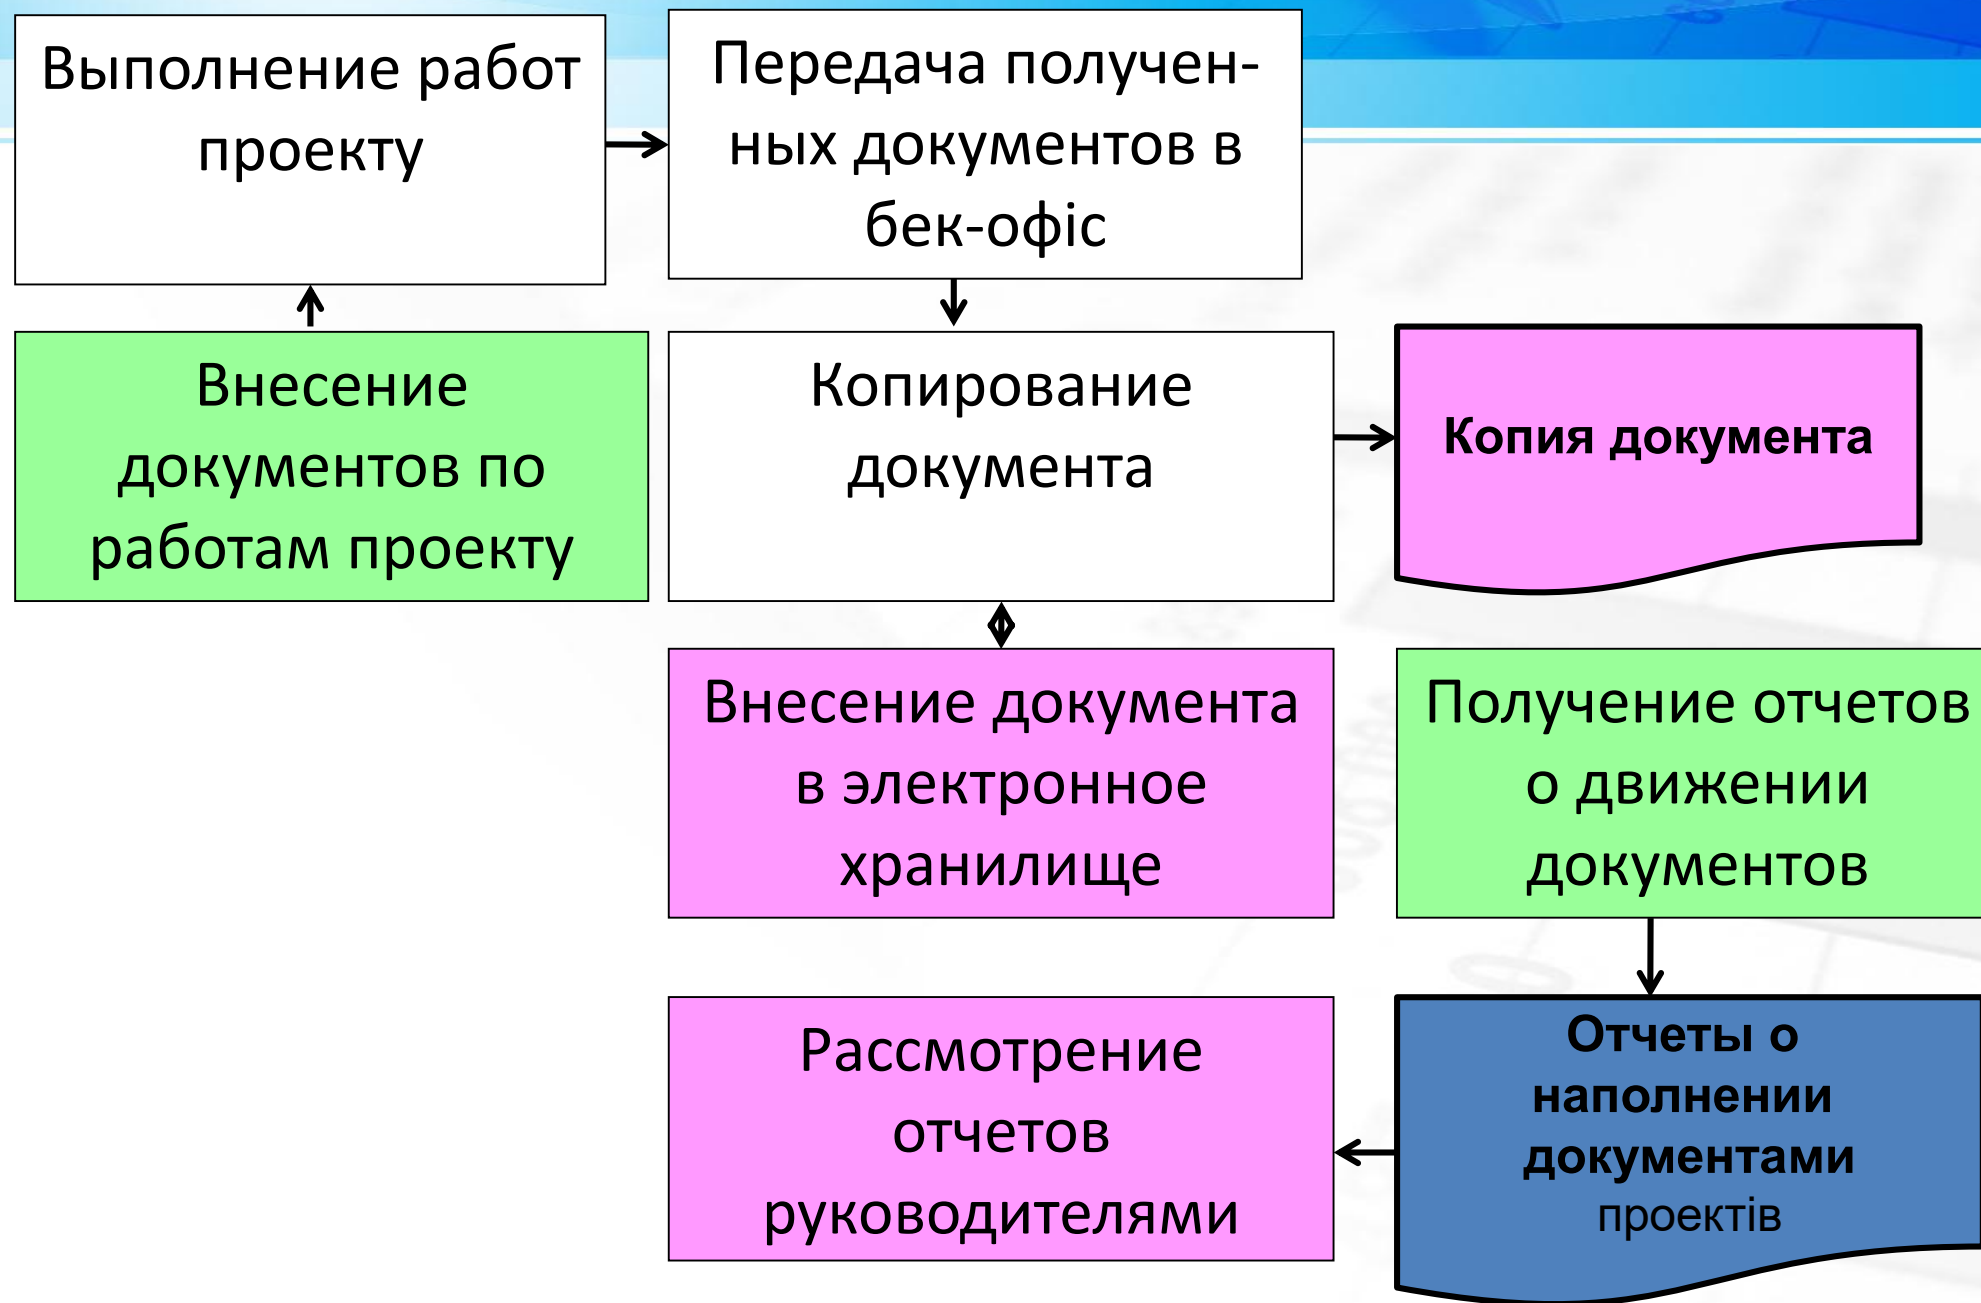 Выполнение работ
проекту
Передача получен-
ных документов в
бек-офіс
Внесение
документов по
работам проекту
Копирование
документа
Копия документа
Внесение документа
в электронное
хранилище
Получение отчетов
о движении
документов
Рассмотрение
отчетов
руководителями
Отчеты о
наполнении
документами
проектів